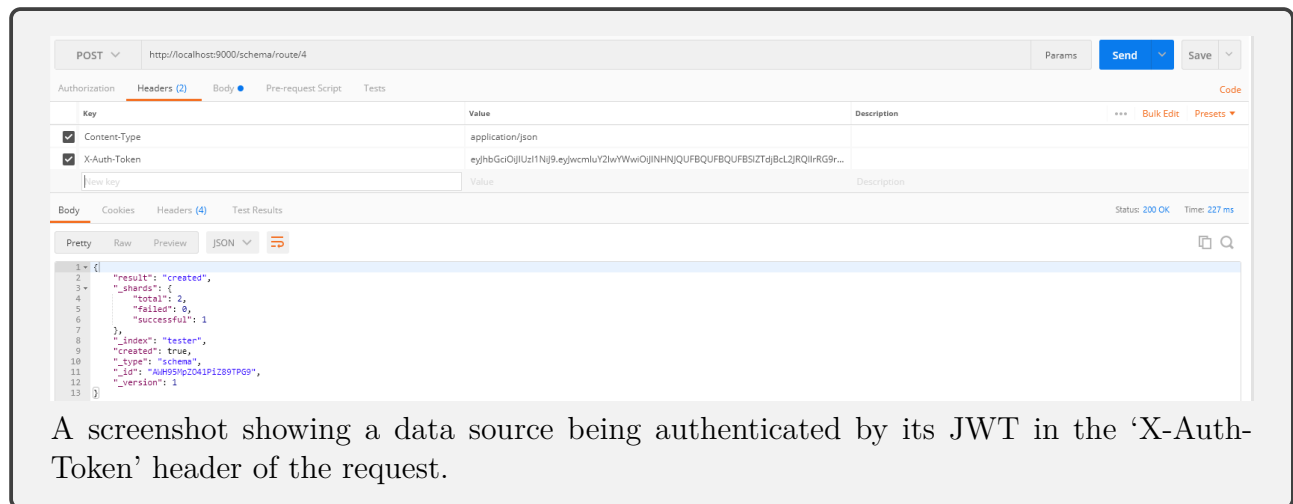 POST http://localhost:9000/schema/route/4 Params Send Save
Authorization Headers (2) Body Pre-request Script Tests Code
Key Value Description ••• Bulk Edit Presets
Content-Type application/json
X-Auth-Token
New key Value Description
Body Cookies Headers (4) Test Results Status: 200 OK Time: 227 ms
Pretty Raw Preview JSON
1 {
2 "result": "created",
3 "_shards": {
4 "total": 2,
5 "failed": 0,
6 "successful": 1
7 },
8 "_index": "tester",
9 "created": true,
10 "_type": "schema",
11 "_id": "AWH95MpZO41PiZ89TPG9",
12 "_version": 1
13 }
A screenshot showing a data source being authenticated by its JWT in the ‘X-Auth-
Token’ header of the request.